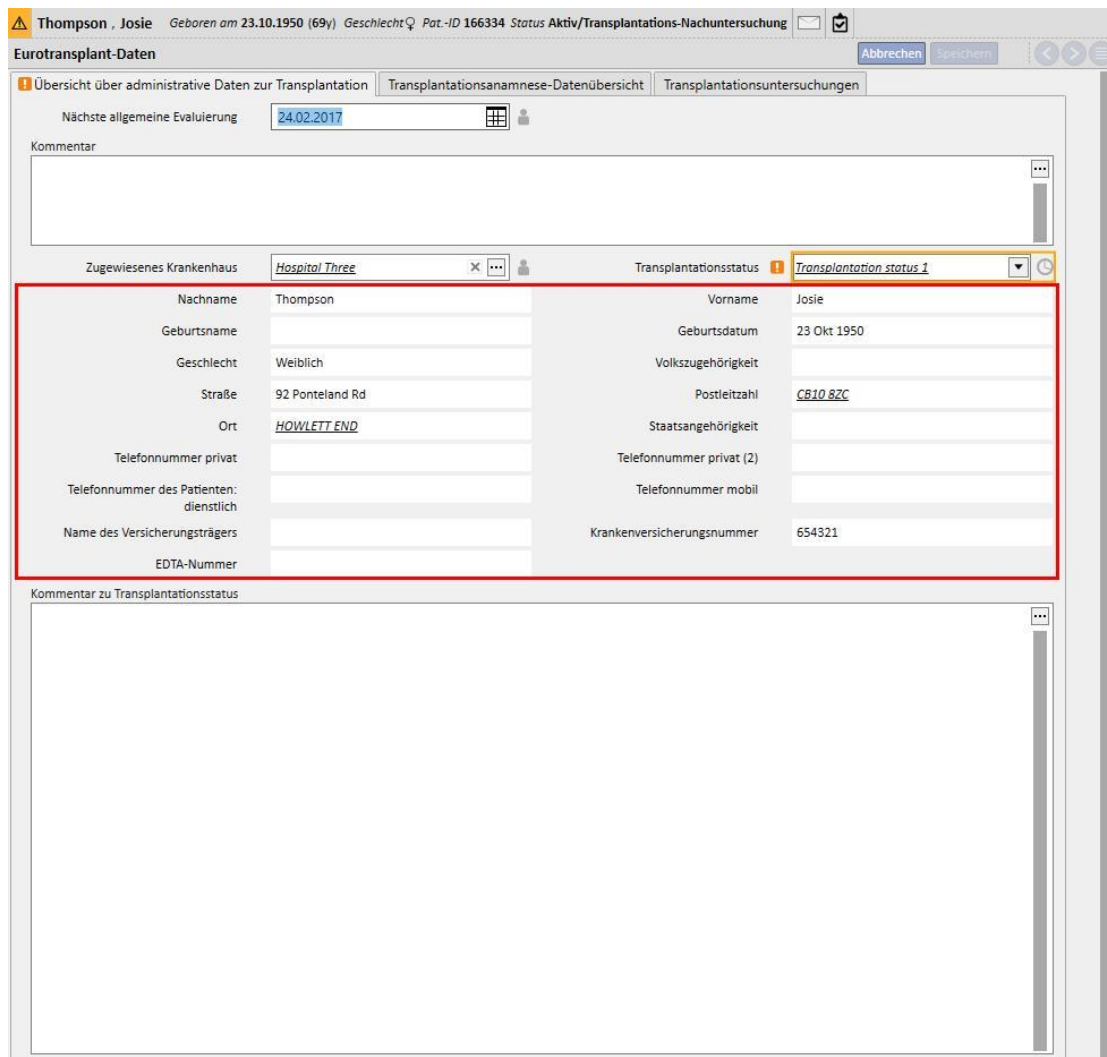 Thompson , Josie Geboren am 23.10.1950 (69y) Geschlecht♀ Pat.-ID 166334 Status Aktiv/Transplantations-Nachuntersuchung
Eurotransplant-Daten Abbrechen Speichern
Übersicht über administrative Daten zur Transplantation Transplantationsanamnese-Datenübersicht Transplantationsuntersuchungen
Nächste allgemeine Evaluierung 24.02.2017
Kommentar
Zugewiesenes Krankenhaus Hospital Three Transplantationsstatus Transplantation status 1
Nachname Thompson Vorname Josie
Geburtsname Geburtsdatum 23 Okt 1950
Geschlecht Weiblich Volkszugehörigkeit
Straße 92 Ponteland Rd Postleitzahl CB10 8ZC
Ort HOWLETT END Staatsangehörigkeit
Telefonnummer privat Telefonnummer privat (2)
Telefonnummer des Patienten: Telefonnummer mobil
dienstlich
Name des Versicherungsträgers Krankenversicherungsnummer 654321
EDTA-Nummer
Kommentar zu Transplantationsstatus